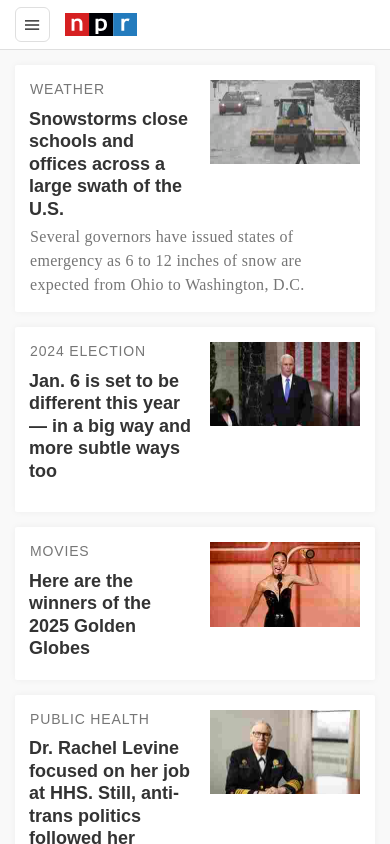 npr
WEATHER
Snowstorms close
schools and
offices across a
large swath of the
U.S.
Several governors have issued states of
emergency as 6 to 12 inches of snow are
expected from Ohio to Washington, D.C.
2024 ELECTION
Jan. 6 is set to be
different this year
— in a big way and
more subtle ways
too
MOVIES
Here are the
winners of the
2025 Golden
Globes
PUBLIC HEALTH
Dr. Rachel Levine
focused on her job
at HHS. Still, anti-
trans politics
followed her